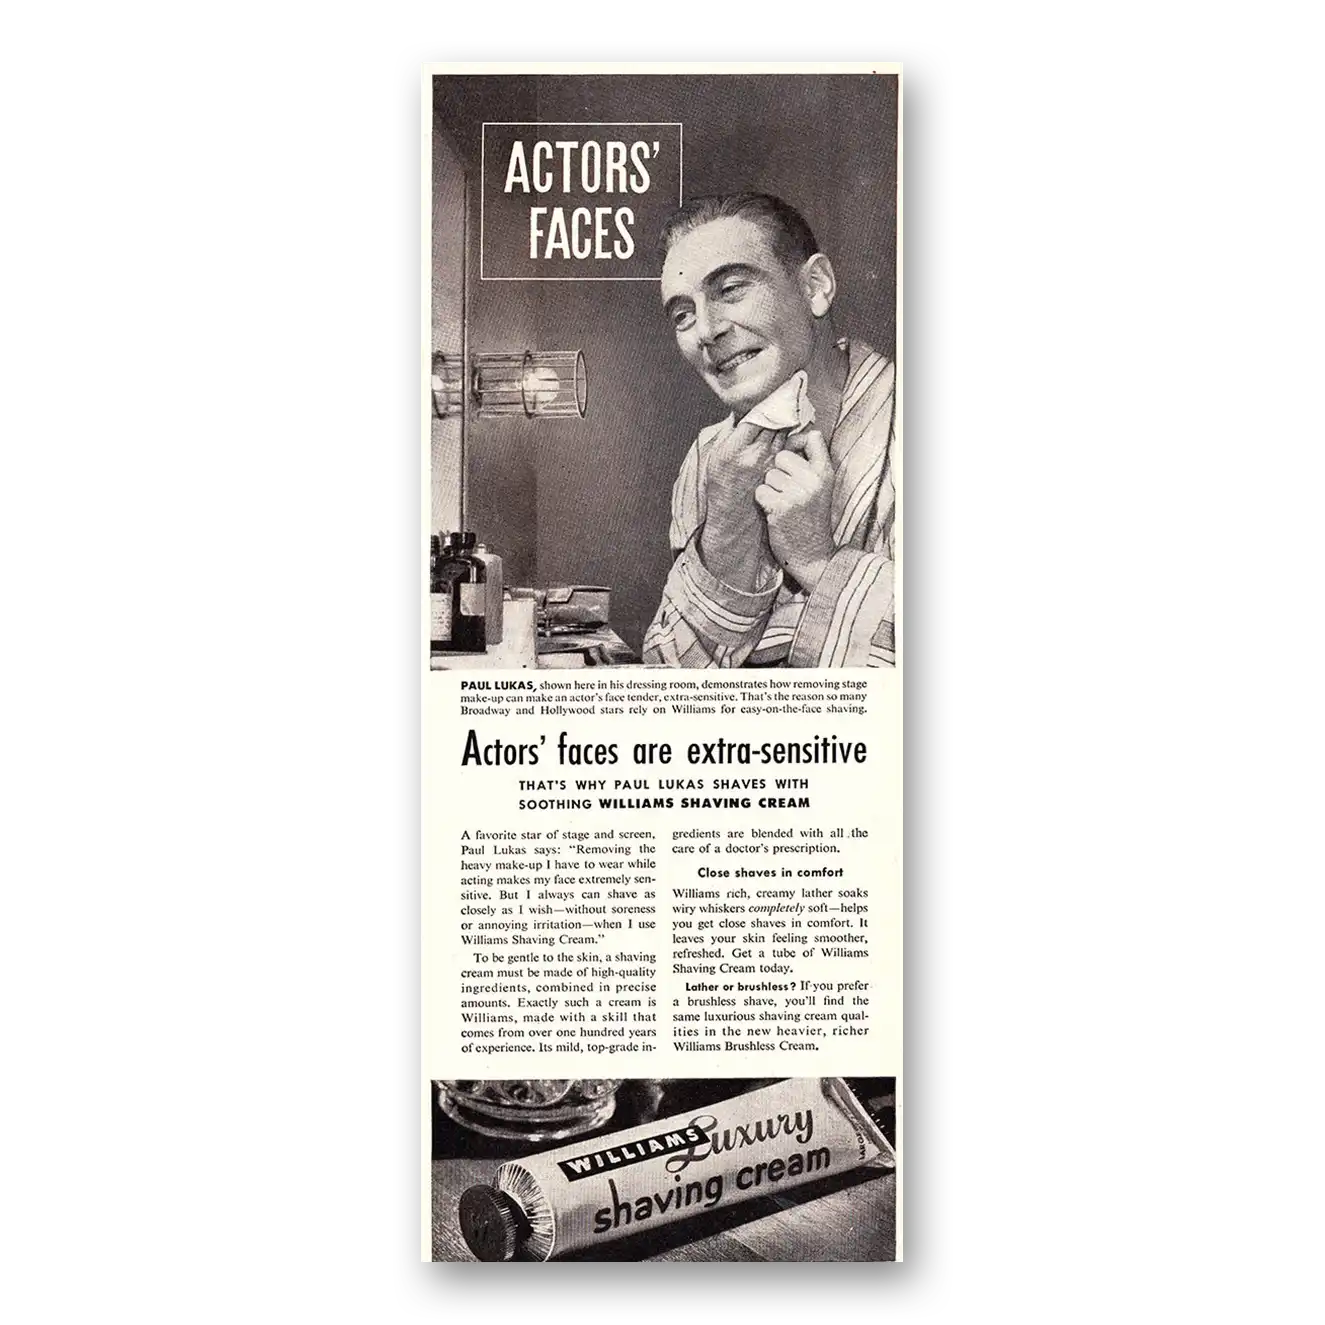 ACTORS'
FACES
PAUL LUKAS, shown here in his dressing room, demonstrates how removing stage
make-up can make an actor's face tender, extra-sensitive. That's the reason so many
Broadway and Hollywood stars rely on Williams for easy-on-the-face shaving.
Actors' faces are extra-sensitive
THAT'S WHY PAUL LUKAS SHAVES WITH
SOOTHING WILLIAMS SHAVING CREAM
A favorite star of stage and screen,
Paul Lukas says: "Removing the
heavy make-up I have to wear while
acting makes my face extremely sen-
sitive. But I always can shave as
closely as I wish—without soreness
or annoying irritation—when I use
Williams Shaving Cream."
To be gentle to the skin, a shaving
cream must be made of high-quality
ingredients, combined in precise
amounts. Exactly such a cream is
Williams, made with a skill that
comes from over one hundred years
of experience. Its mild, top-grade in-
gredients are blended with all the
care of a doctor's prescription.
Close shaves in comfort
Williams rich, creamy lather soaks
wiry whiskers completely soft—helps
you get close shaves in comfort. It
leaves your skin feeling smoother,
refreshed. Get a tube of Williams
Shaving Cream today.
Lather or brushless? If you prefer
a brushless shave, you'll find the
same luxurious shaving cream qual-
ities in the new heavier, richer
Williams Brushless Cream.
WILLIAMS Luxury
shaving cream